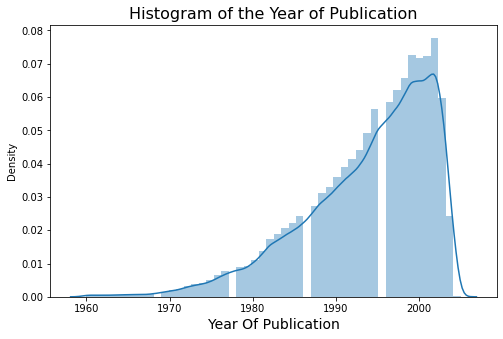 Histogram of the Year of Publication
0.08
0.07
0.06
0.05
0.04
0.03
0.02
0.01
0.00
Density
1960 1970 1980 1990 2000
Year Of Publication